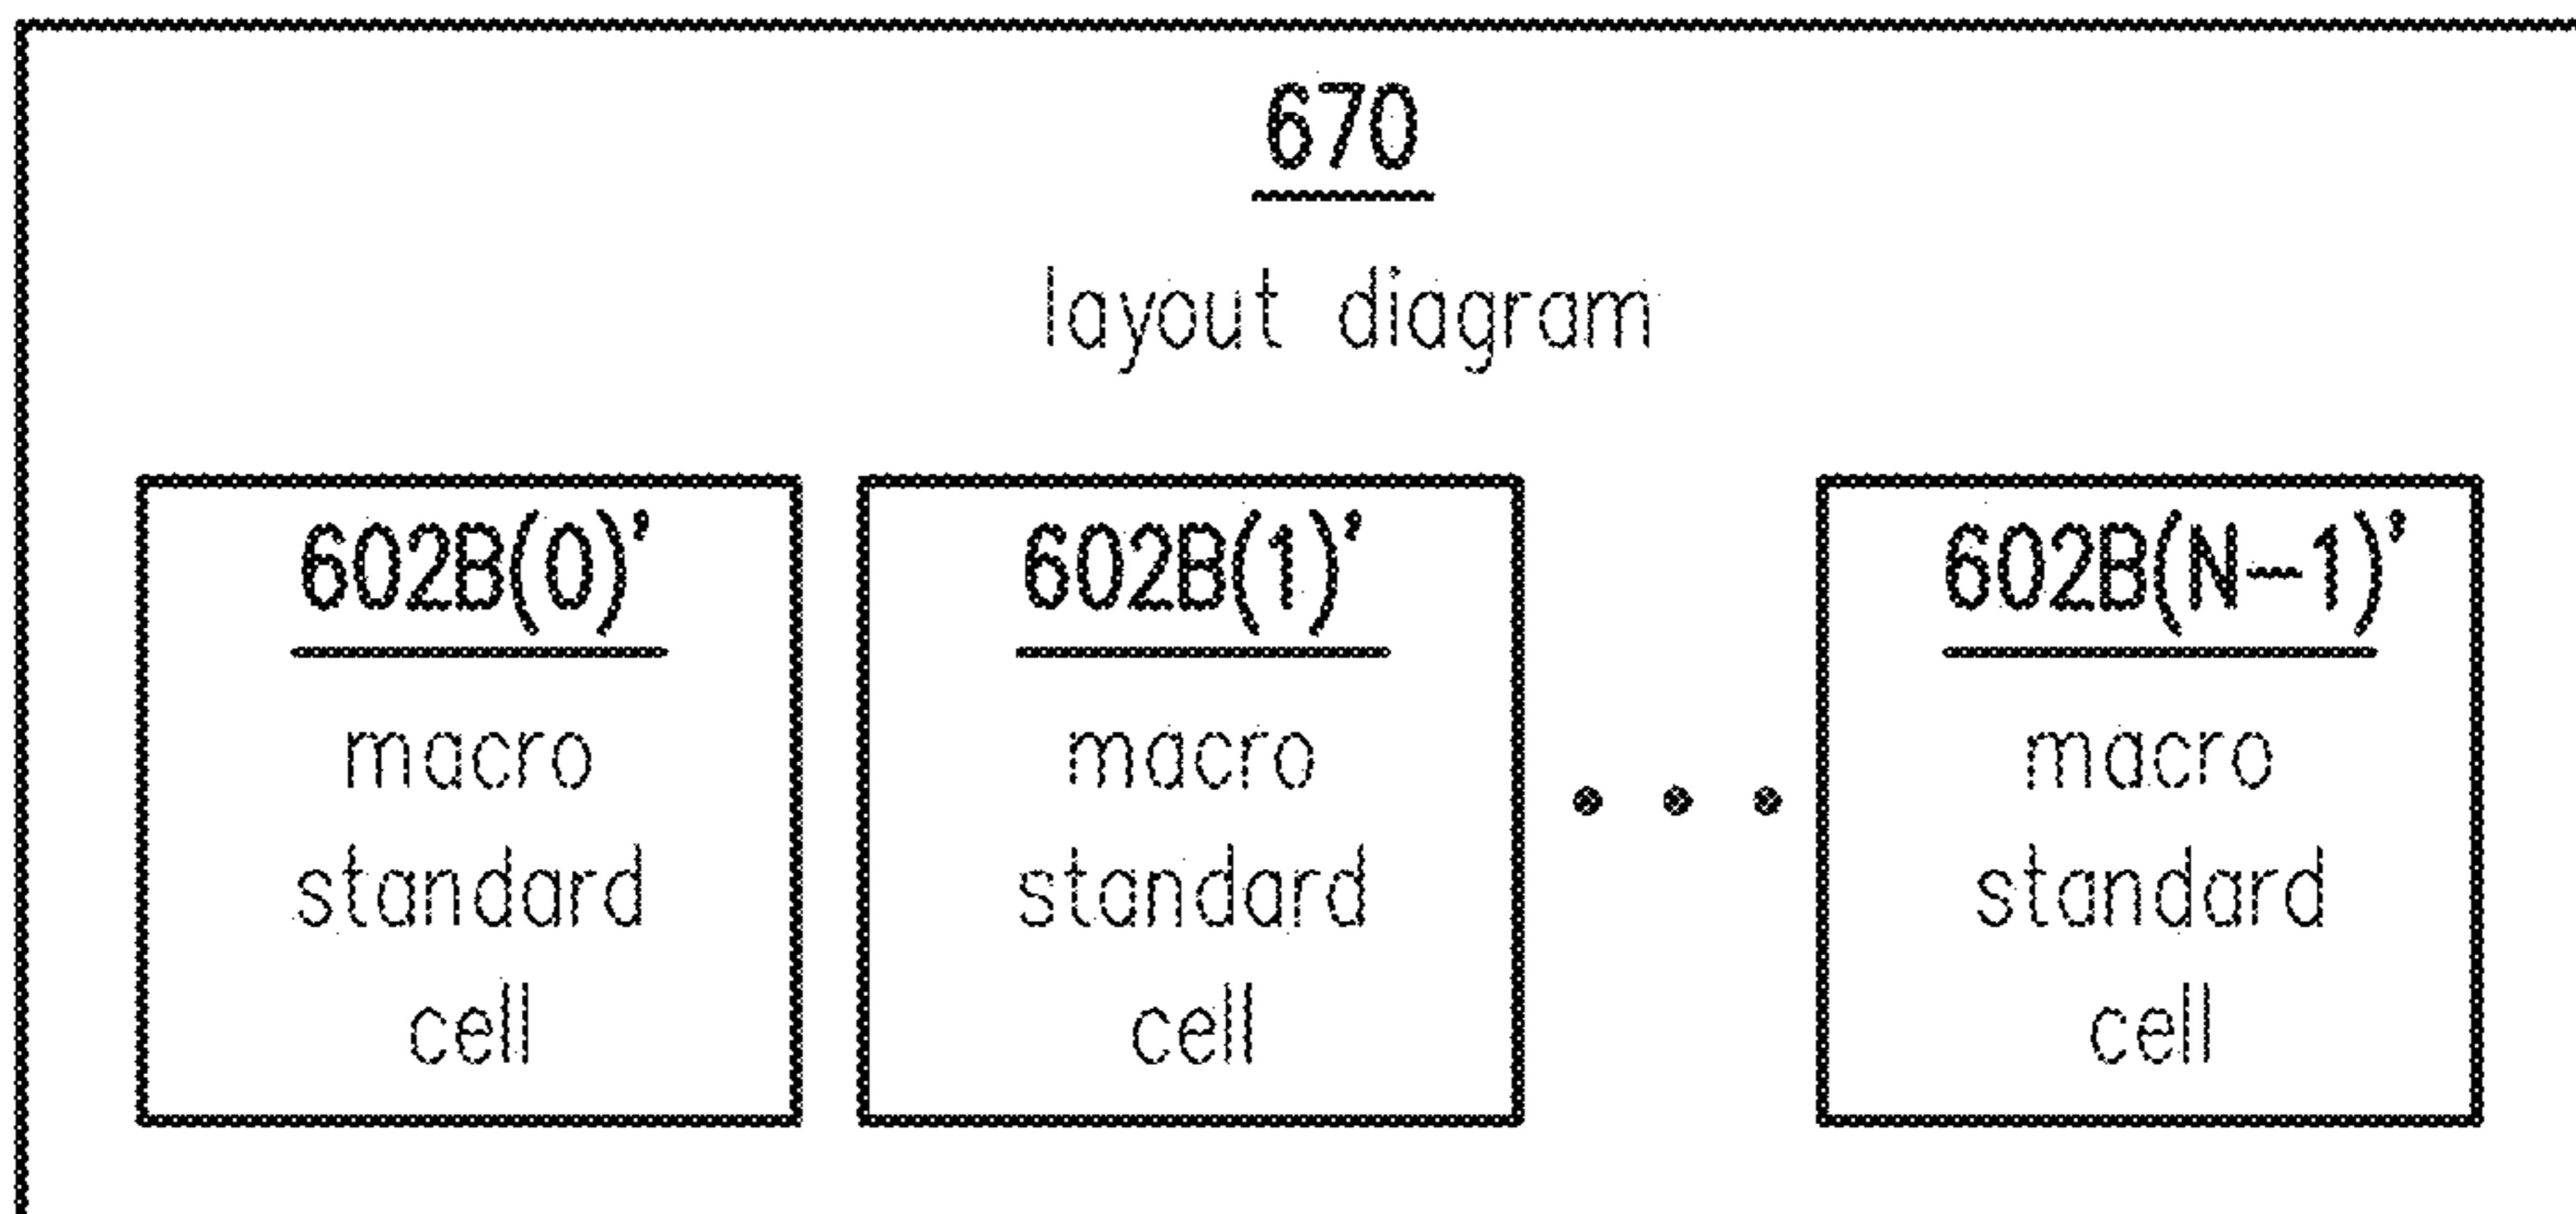 670
layout diagram
602B(0)' 602B(1)' 602B(N-1)'
macro macro macro
standard standard • • • standard
cell cell cell